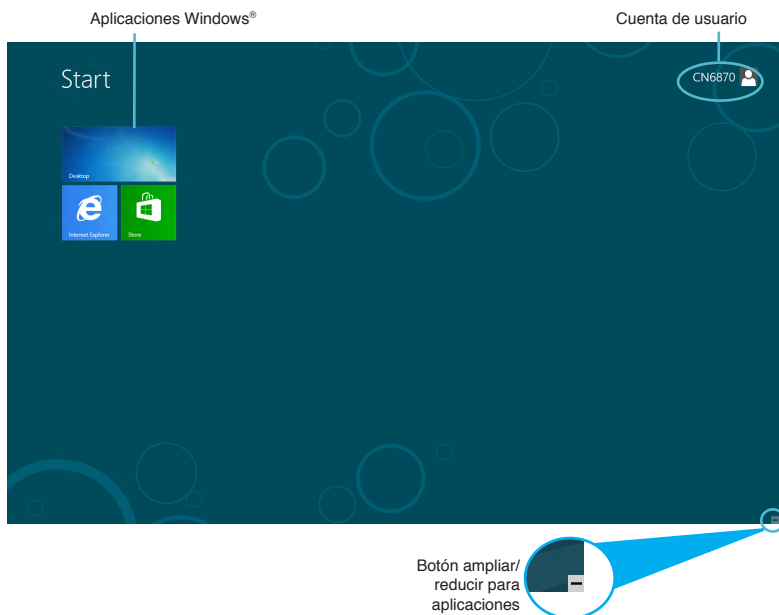 Aplicaciones Windows®
Cuenta de usuario
Start
CN6870
Desktop
Internet Explorer
Store
Botón ampliar/
reducir para
aplicaciones